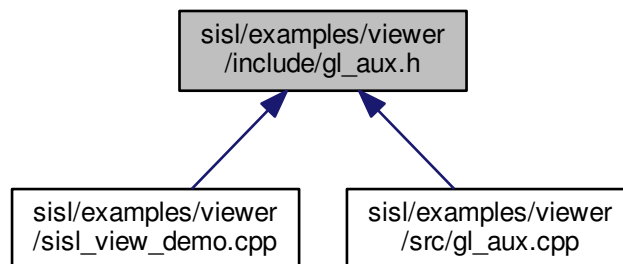 sisl/examples/viewer
/include/gl_aux.h
sisl/examples/viewer
/sisl_view_demo.cpp
sisl/examples/viewer
/src/gl_aux.cpp